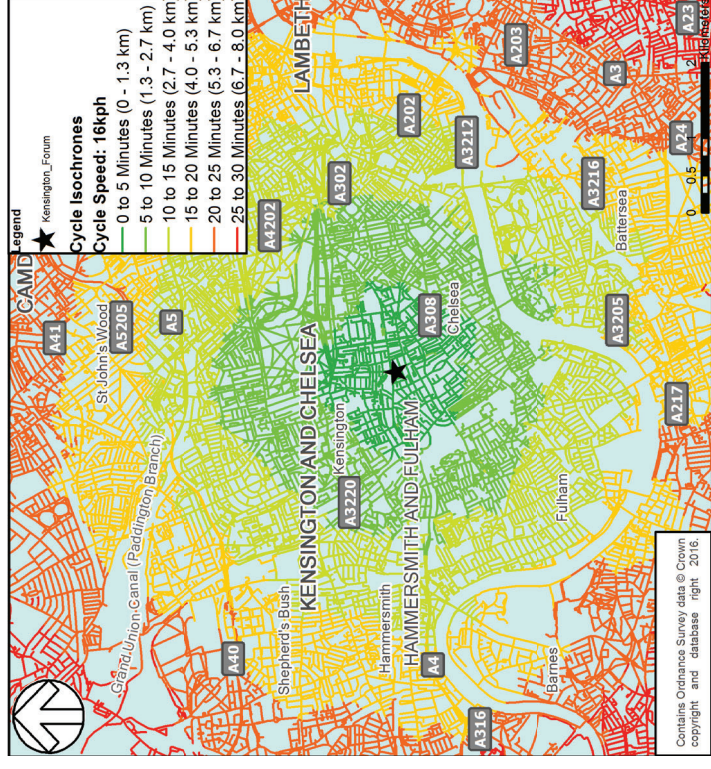 Legend
Kensington_Forum
Cycle Isochrones
Cycle Speed: 16kph
0 to 5 Minutes (0 - 1.3 km)
5 to 10 Minutes (1.3 - 2.7 km)
10 to 15 Minutes (2.7 - 4.0 km)
15 to 20 Minutes (4.0 - 5.3 km)
20 to 25 Minutes (5.3 - 6.7 km)
25 to 30 Minutes (6.7 - 8.0 km)
CAMD
A41
St John's Wood
A5205
A5
Grand Union Canal (Paddington Branch)
A40
Shepherd's Bush
KENSINGTON AND CHELSEA
Kensington
A3220
A4202
A302
A202
LAMBETH
A203
A3212
A308
Chelsea
HAMMERSMITH AND FULHAM
Hammersmith
A4
A316
Barnes
Fulham
A3205
A217
Battersea
A3216
A3
A24
A23
0 0.5 1 2
Kilometers
Contains Ordnance Survey data © Crown
copyright and database right 2016.